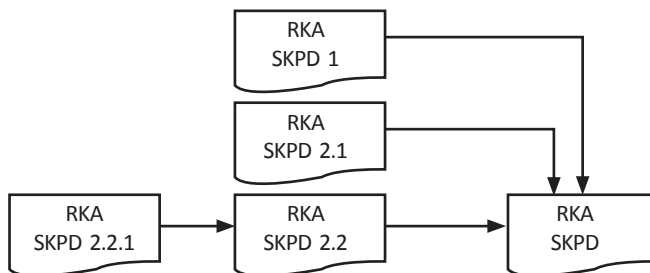 RKA
SKPD 1
RKA
SKPD 2.1
RKA
SKPD 2.2.1
RKA
SKPD 2.2
RKA
SKPD